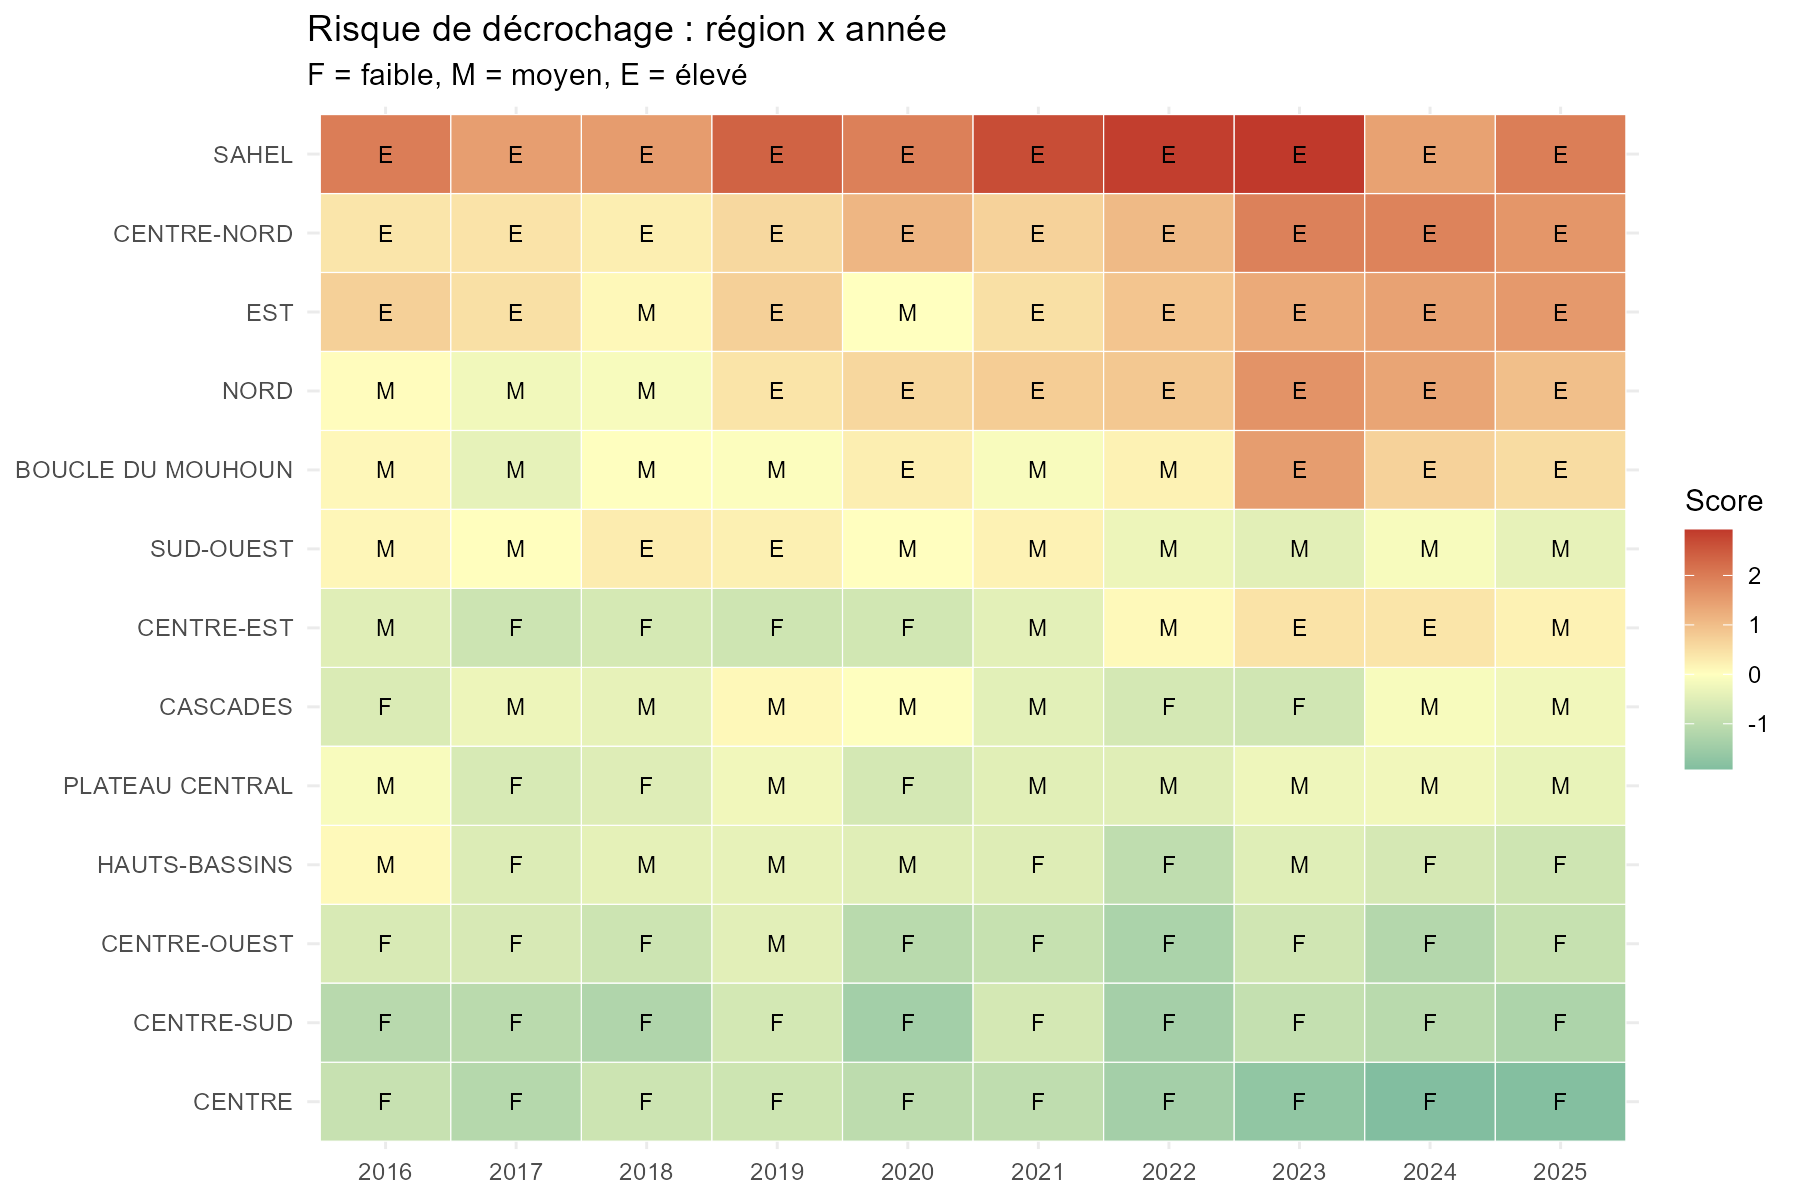 Risque de décrochage : région x année
F = faible, M = moyen, E = élevé
SAHEL E E E E E E E E E E
CENTRE-NORD E E E E E E E E E E
EST E E M E M E E E E E
NORD M M M E E E E E E E
BOUCLE DU MOUHOUN M M M M E M M E E E
SUD-OUEST M M E E M M M M M M
CENTRE-EST M F F F F M M E E M
CASCADES F M M M M M F F M M
PLATEAU CENTRAL M F F M F M M M M M
HAUTS-BASSINS M F M M M F F M F F
CENTRE-OUEST F F F M F F F F F F
CENTRE-SUD F F F F F F F F F F
CENTRE F F F F F F F F F F
2016 2017 2018 2019 2020 2021 2022 2023 2024 2025
Score
2
1
0
-1